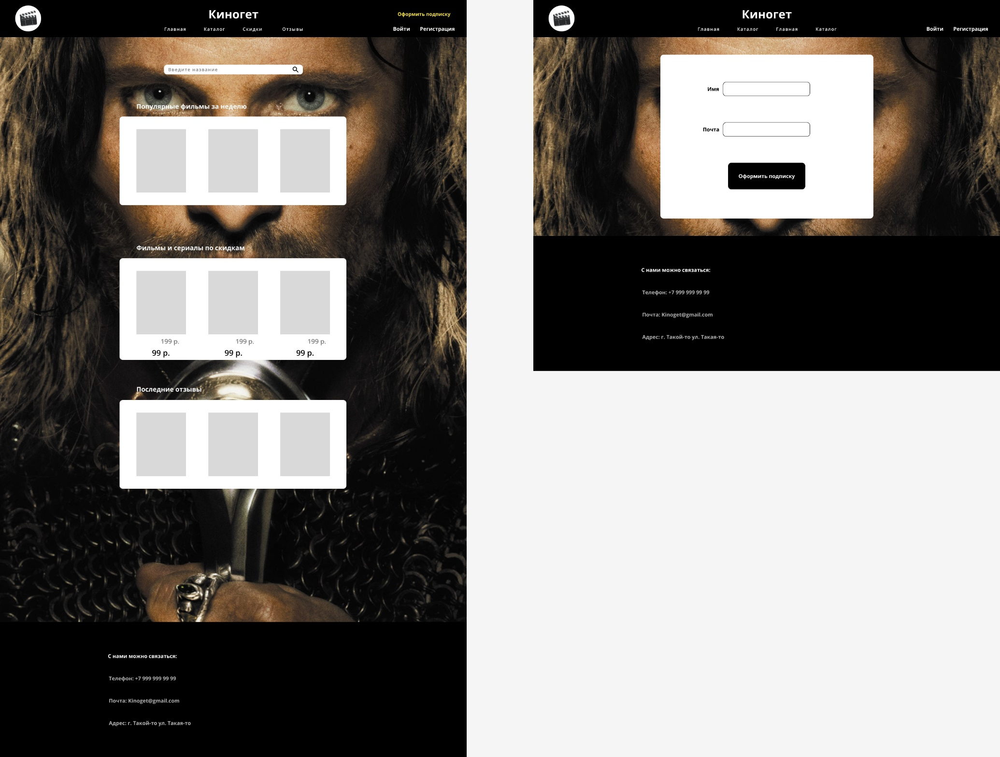 Киногет
Оформить подписку
Главная Каталог Скидки Отзывы
Войти Регистрация
Введите название
Популярные фильмы за неделю
Фильмы и сериалы по скидкам
199 р. 199 р. 199 р.
99 р. 99 р. 99 р.
Последние отзывы
С нами можно связаться:
Телефон: +7 999 999 99 99
Почта: Kinoget@gmail.com
Адрес: г. Такой-то ул. Такая-то
Киногет
Главная Каталог Главная Каталог
Войти Регистрация
Имя
Почта
Оформить подписку
С нами можно связаться:
Телефон: +7 999 999 99 99
Почта: Kinoget@gmail.com
Адрес: г. Такой-то ул. Такая-то